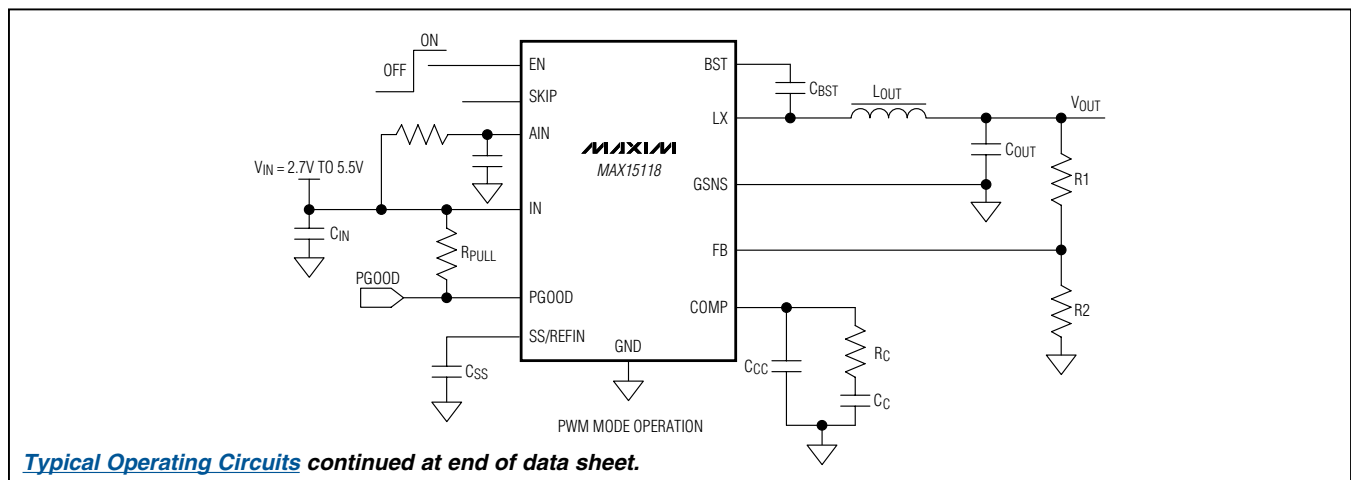 ON
OFF
EN
SKIP
AIN
VIN = 2.7V TO 5.5V
IN
CIN
RPULL
PGOOD
PGOOD
SS/REFIN
CSS
GND
MAXIM
MAX15118
BST
CBST
LX
LOUT
VOUT
COUT
GSNS
R1
FB
COMP
R2
CCC
RC
CC
PWM MODE OPERATION
Typical Operating Circuits continued at end of data sheet.